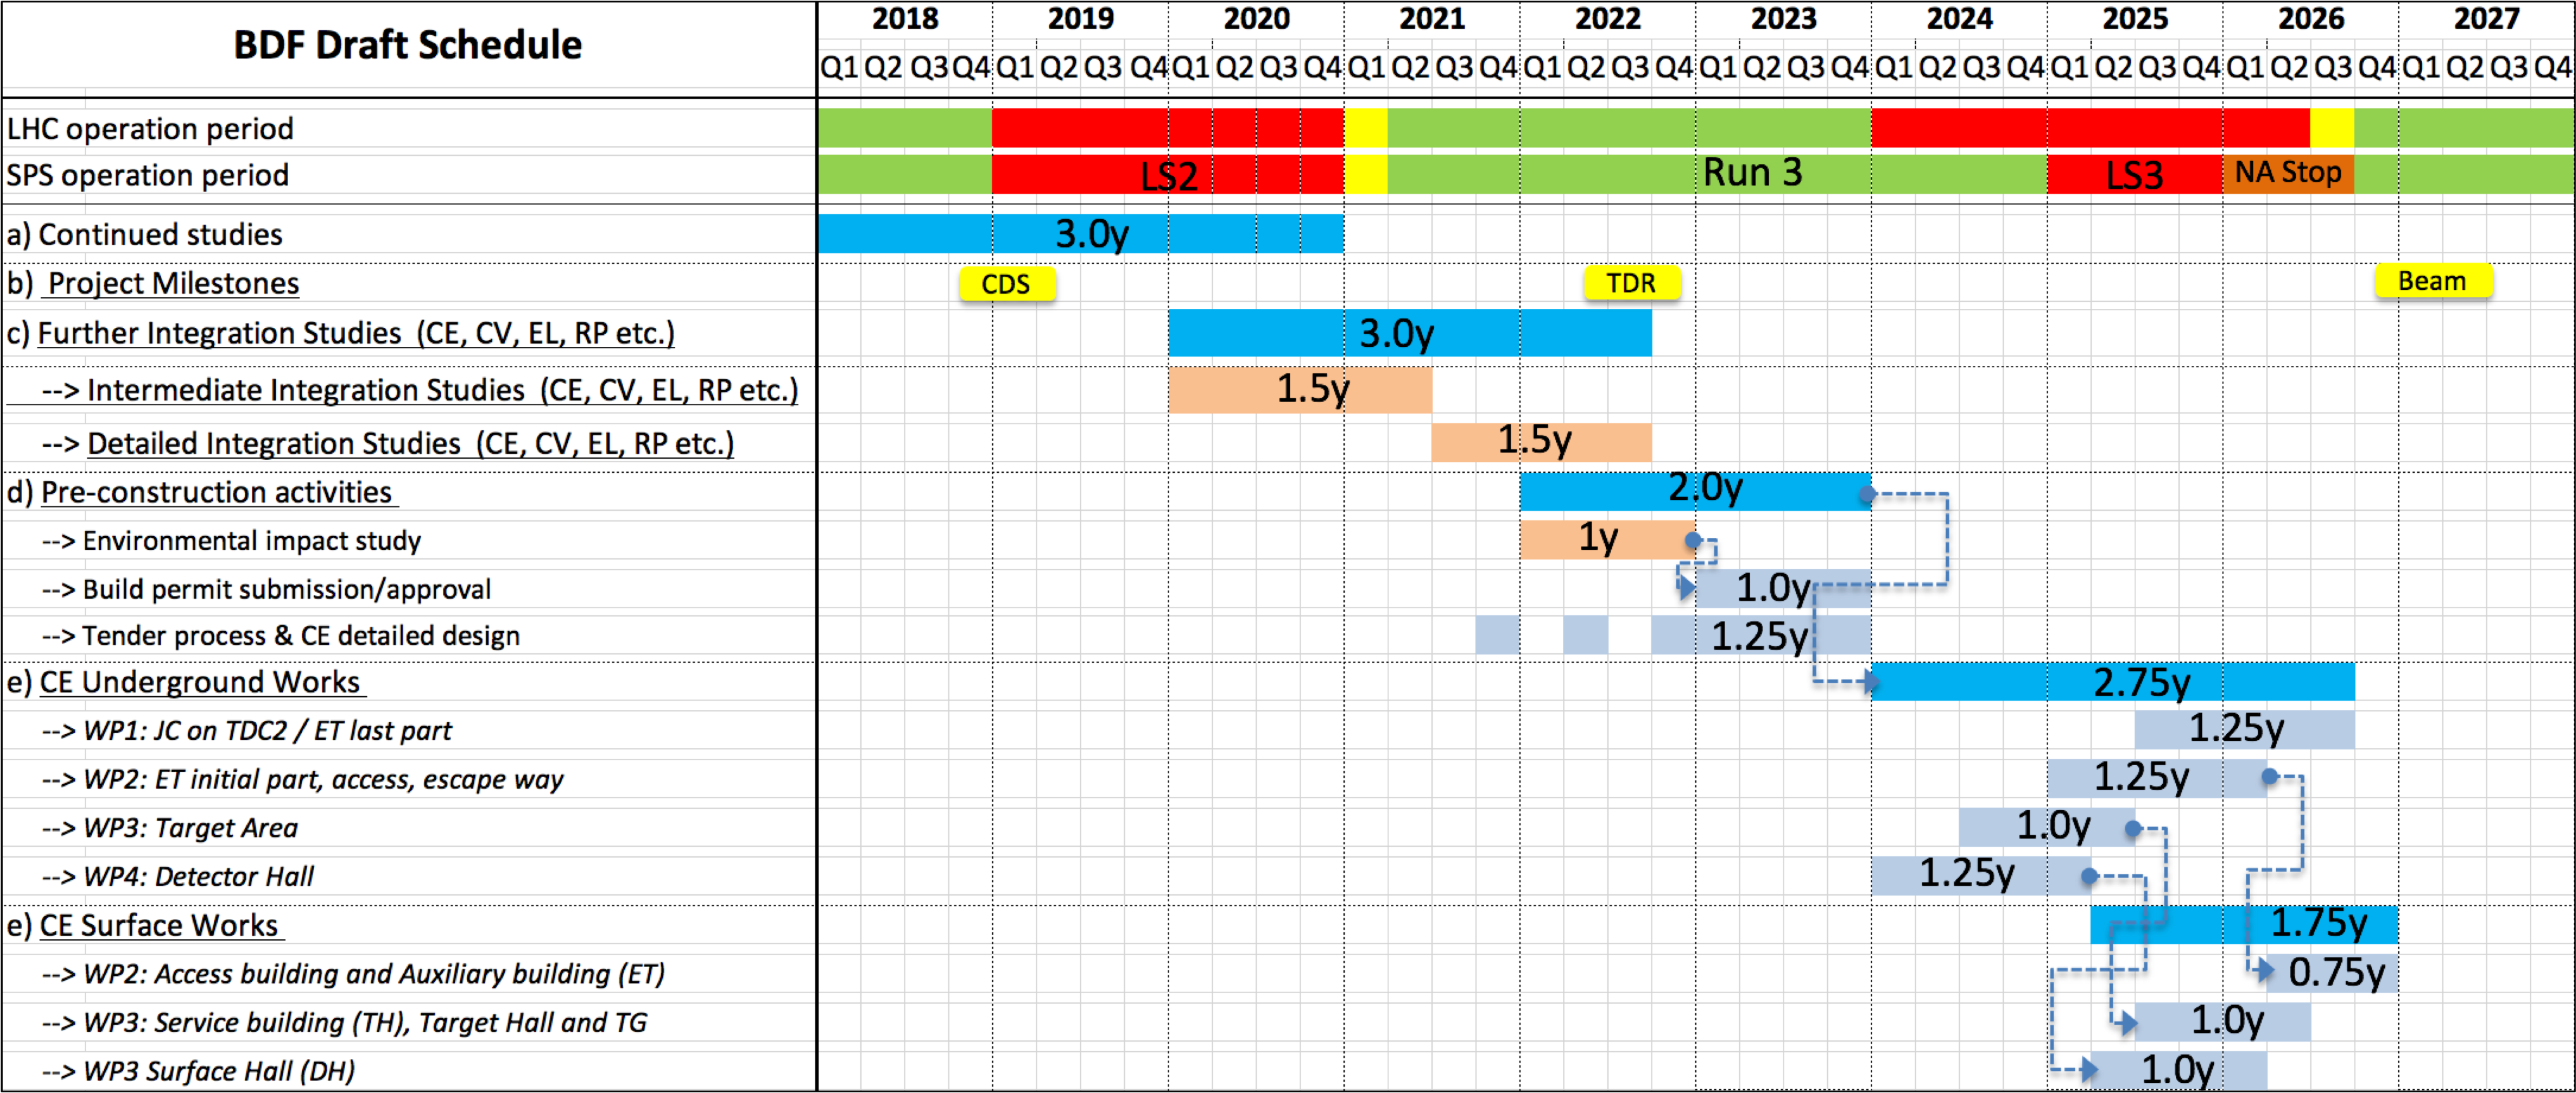 BDF Draft Schedule
2018 2019 2020 2021 2022 2023 2024 2025 2026 2027
Q1 Q2 Q3 Q4 Q1 Q2 Q3 Q4 Q1 Q2 Q3 Q4 Q1 Q2 Q3 Q4 Q1 Q2 Q3 Q4 Q1 Q2 Q3 Q4 Q1 Q2 Q3 Q4 Q1 Q2 Q3 Q4 Q1 Q2 Q3 Q4 Q1 Q2 Q3 Q4
LHC operation period
SPS operation period LS2 Run 3 LS3 NA Stop
a) Continued studies 3.0y
b) Project Milestones CDS TDR Beam
c) Further Integration Studies (CE, CV, EL, RP etc.) 3.0y
--> Intermediate Integration Studies (CE, CV, EL, RP etc.) 1.5y
--> Detailed Integration Studies (CE, CV, EL, RP etc.) 1.5y
d) Pre-construction activities 2.0y
--> Environmental impact study 1y
--> Build permit submission/approval 1.0y
--> Tender process & CE detailed design 1.25y
e) CE Underground Works 2.75y
--> WP1: JC on TDC2 / ET last part 1.25y
--> WP2: ET initial part, access, escape way 1.25y
--> WP3: Target Area 1.0y
--> WP4: Detector Hall 1.25y
e) CE Surface Works 1.75y
--> WP2: Access building and Auxiliary building (ET) 0.75y
--> WP3: Service building (TH), Target Hall and TG 1.0y
--> WP3 Surface Hall (DH) 1.0y